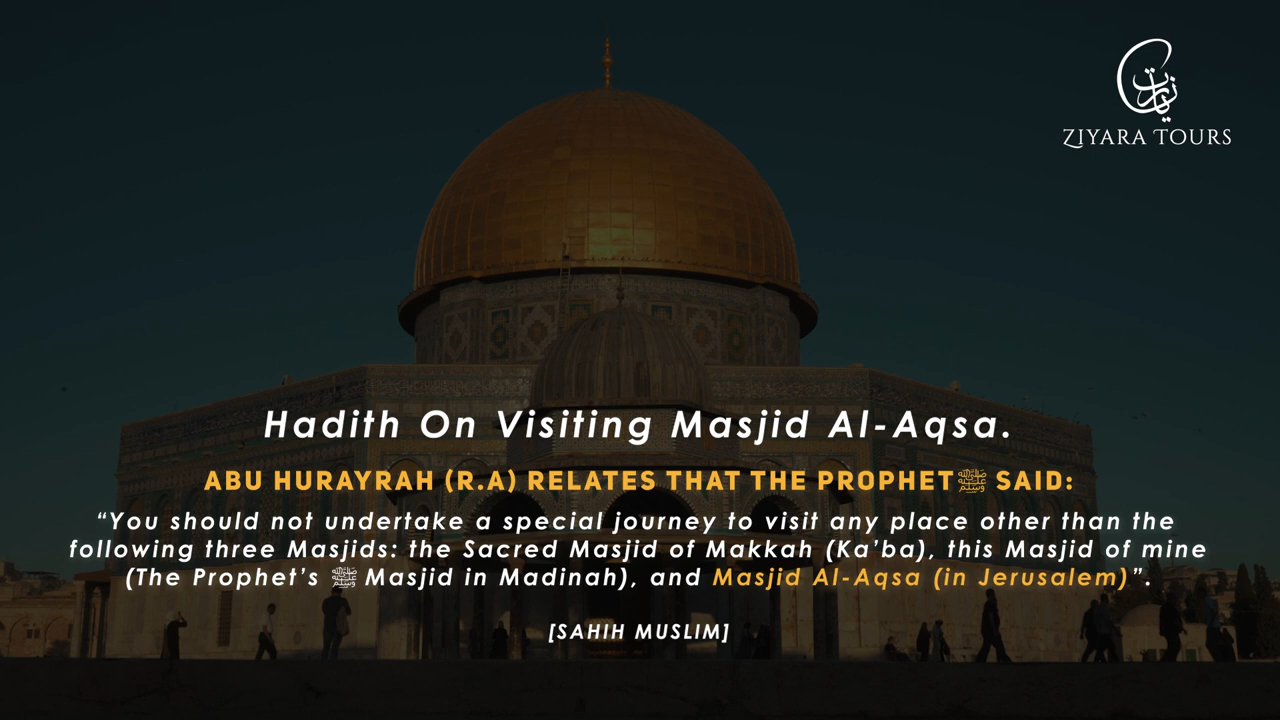 زيارت
ZIYARA TOURS
Hadith On Visiting Masjid Al-Aqsa.
ABU HURAYRAH (R.A) RELATES THAT THE PROPHETﷺ SAID:
“You should not undertake a special journey to visit any place other than the
following three Masjids: the Sacred Masjid of Makkah (Ka’ba), this Masjid of mine
(The Prophet’s ﷺ Masjid in Madinah), and Masjid Al-Aqsa (in Jerusalem)”.
[SAHIH MUSLIM]